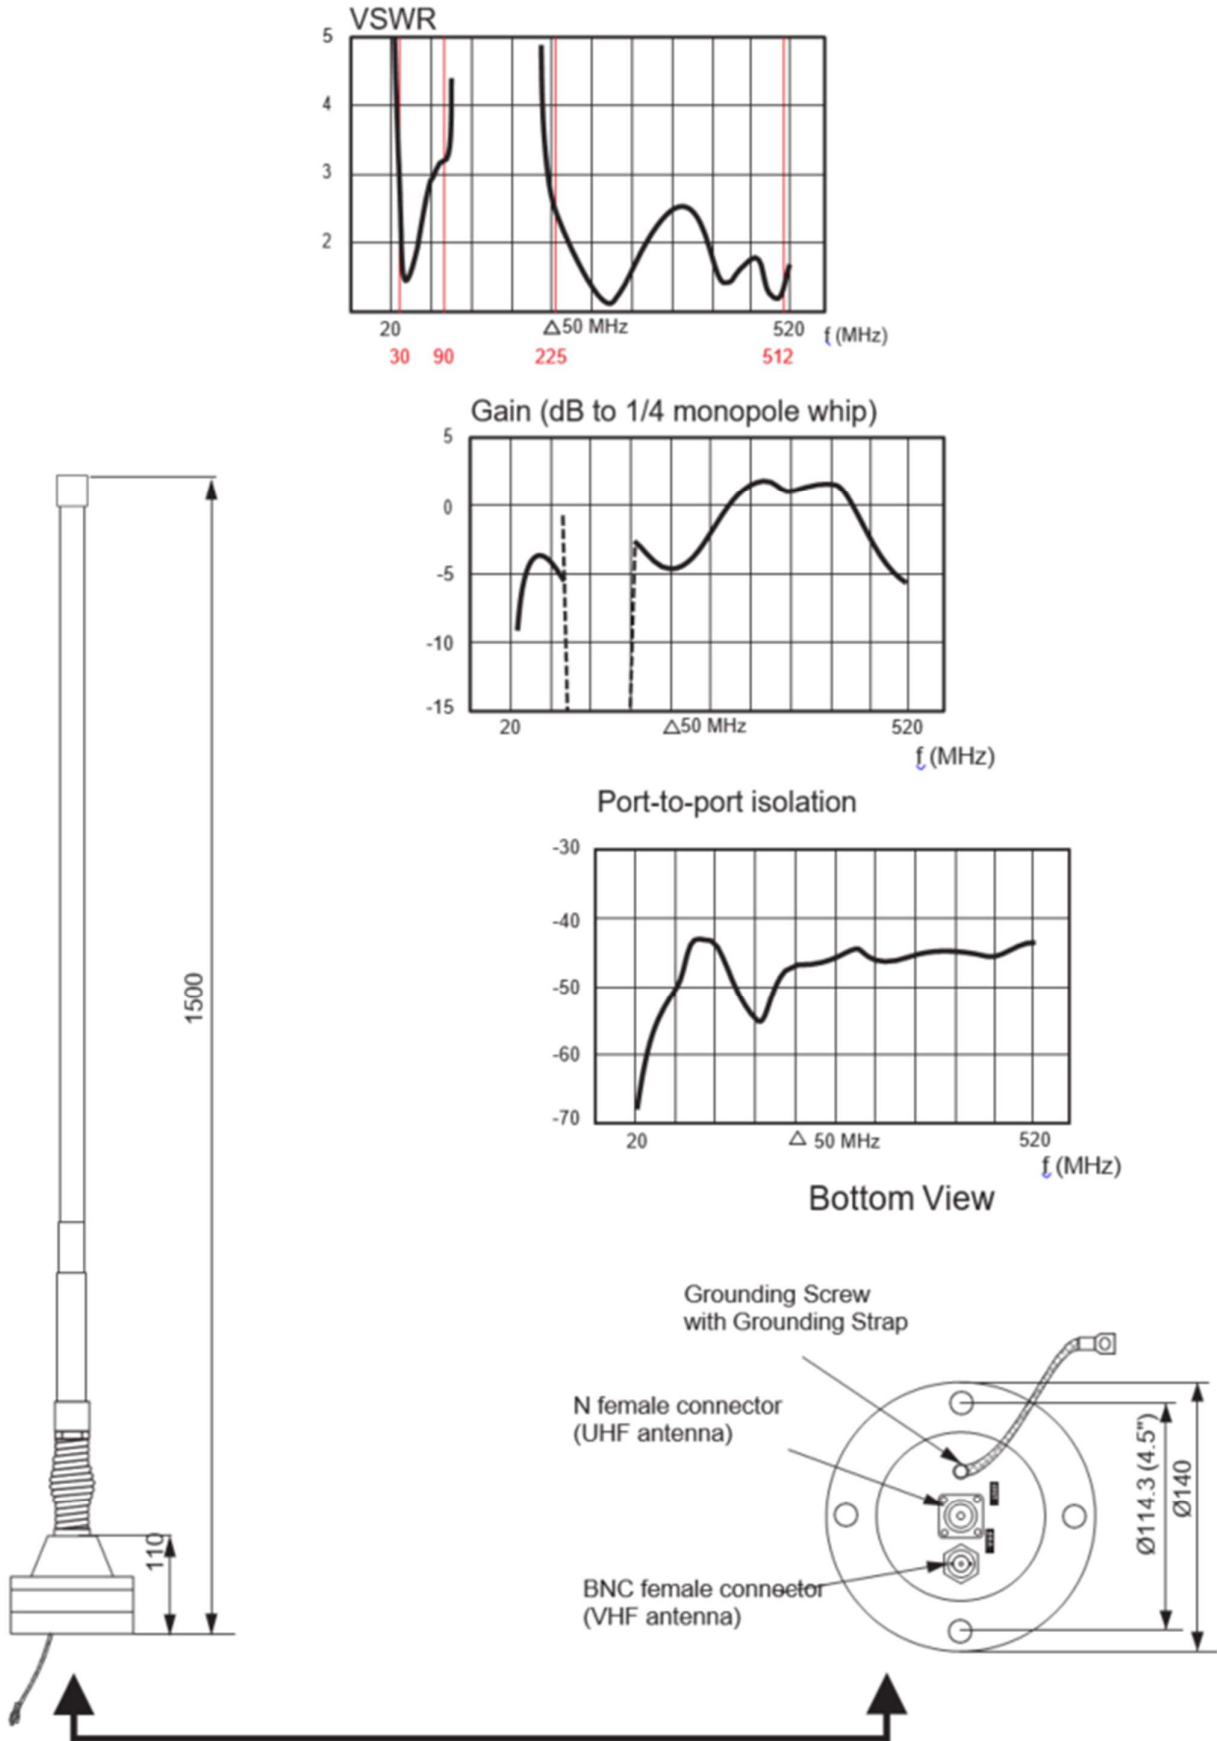 VSWR
5
4
3
2
20
△50 MHz
520
f (MHz)
30
90
225
512
Gain (dB to 1/4 monopole whip)
5
0
-5
-10
-15
20
△50 MHz
520
f (MHz)
Port-to-port isolation
-30
-40
-50
-60
-70
20
△ 50 MHz
520
f (MHz)
1500
110
Bottom View
Grounding Screw
with Grounding Strap
N female connector
(UHF antenna)
BNC female connector
(VHF antenna)
Ø114.3 (4.5")
Ø140